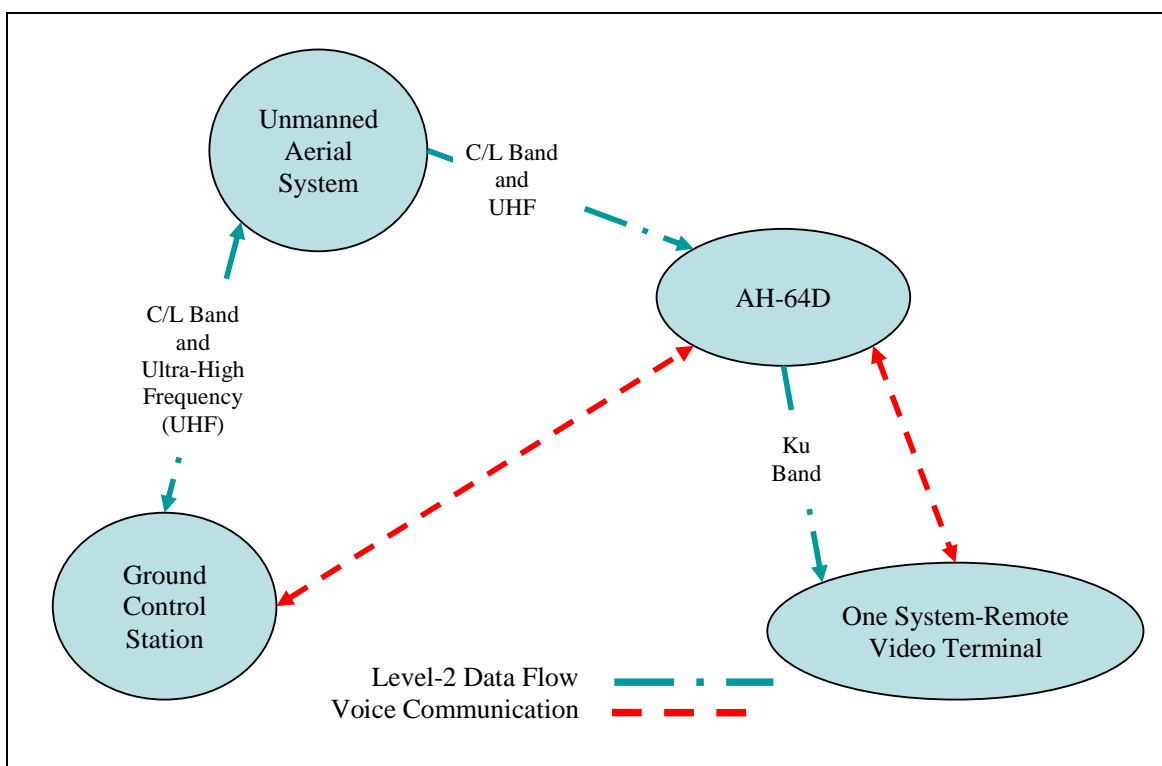 Unmanned
Aerial
System
C/L Band
and
UHF
AH-64D
C/L Band
and
Ultra-High
Frequency
(UHF)
Ku
Band
Ground
Control
Station
One System-Remote
Video Terminal
Level-2 Data Flow
Voice Communication